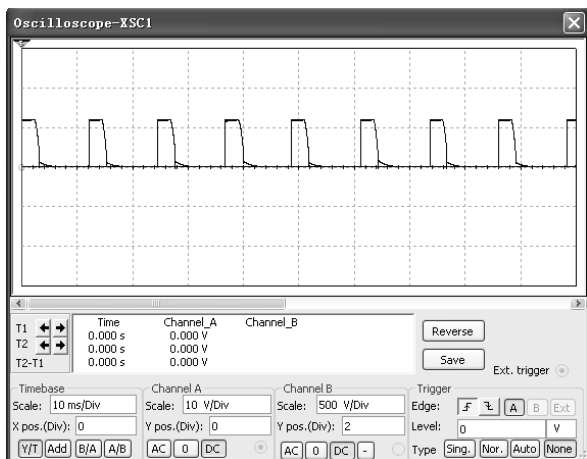 Oscilloscope-XSC1
Time Channel_A Channel_B
T1 0.000 s 0.000 V
T2 0.000 s 0.000 V
T2-T1 0.000 s 0.000 V
Reverse
Save
Ext. trigger
Timebase
Scale: 10 ms/Div
X pos.(Div): 0
Y/T Add B/A A/B
Channel A
Scale: 10 V/Div
Y pos.(Div): 0
AC 0 DC
Channel B
Scale: 500 V/Div
Y pos.(Div): 2
AC 0 DC -
Trigger
Edge: A B Ext
Level: 0 V
Type Sing. Nor. Auto None